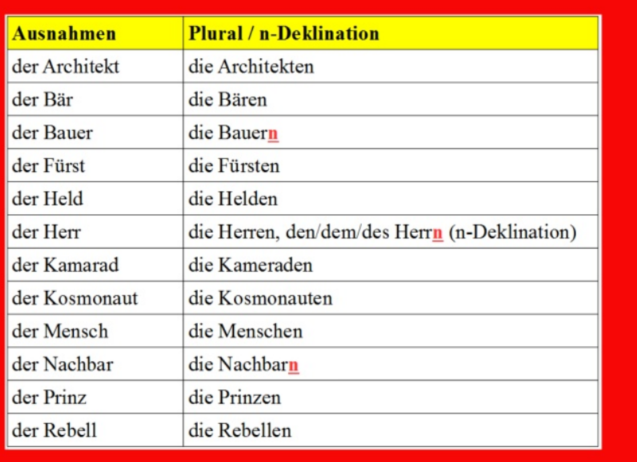 Ausnahmen Plural / n-Deklination
der Architekt die Architekten
der Bär die Bären
der Bauer die Bauern
der Fürst die Fürsten
der Held die Helden
der Herr die Herren, den/dem/des Herrn (n-Deklination)
der Kamarad die Kameraden
der Kosmonaut die Kosmonauten
der Mensch die Menschen
der Nachbar die Nachbarn
der Prinz die Prinzen
der Rebell die Rebellen